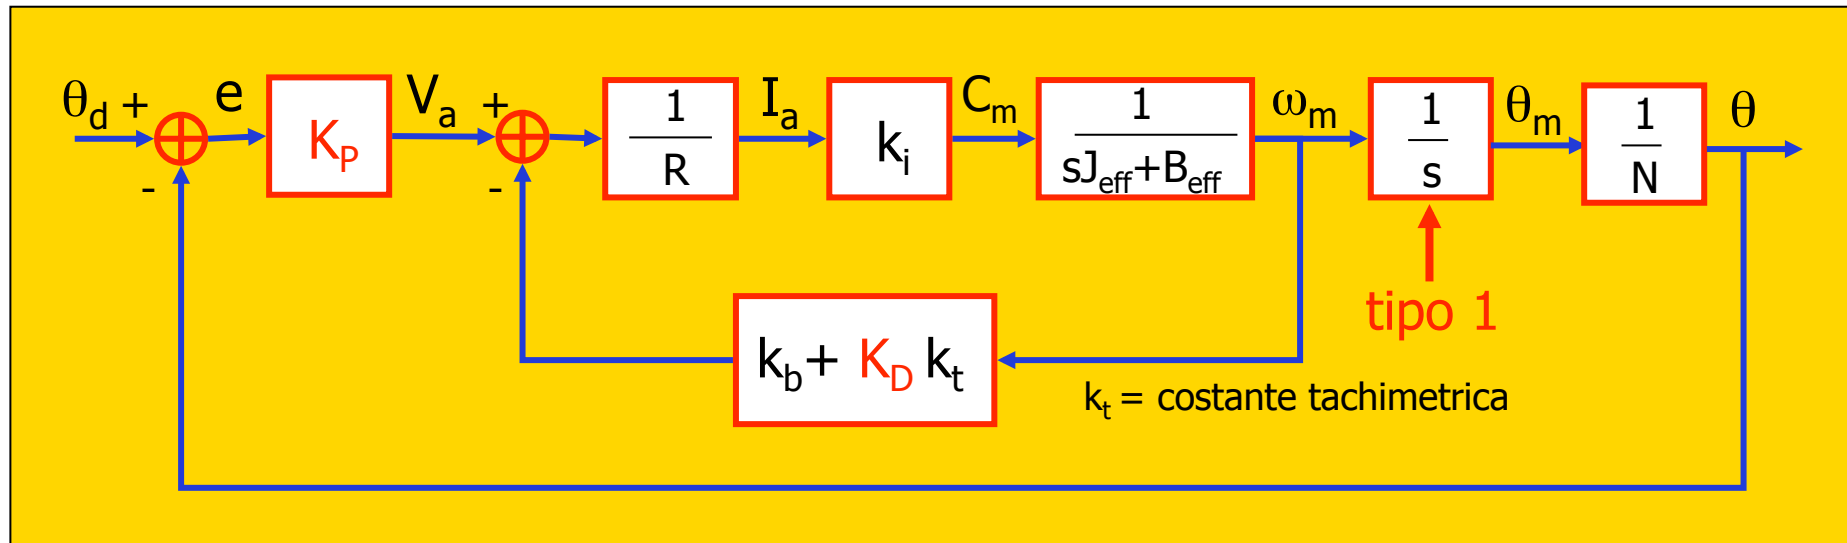 θd + e KP Va + 1/R Ia ki Cm 1/(sJeff+Beff) ωm 1/s θm 1/N θ
- -
tipo 1
kb+ KD kt
kt = costante tachimetrica